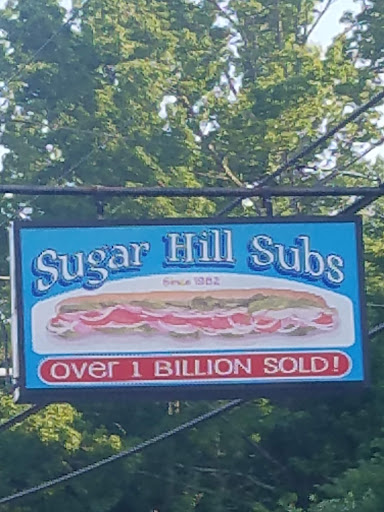 Sugar Hill Subs
Since 1982
Over 1 BILLION SOLD!